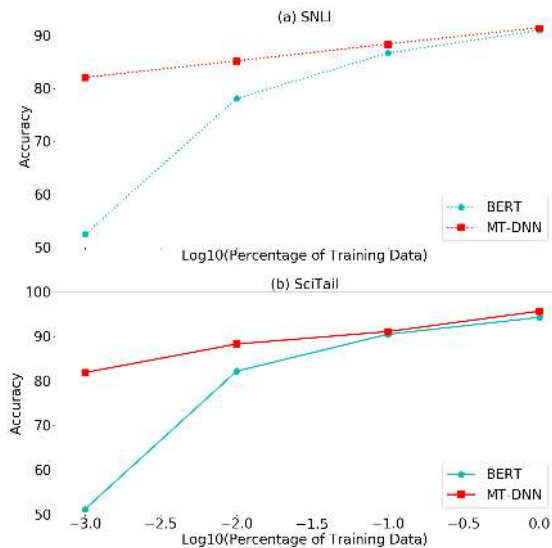 (a) SNLI
90
80
70
60
50
Accuracy
BERT
MT-DNN
Log10(Percentage of Training Data)
(b) SciTail
100
90
80
70
60
50
Accuracy
BERT
MT-DNN
−3.0 −2.5 −2.0 −1.5 −1.0 −0.5 0.0
Log10(Percentage of Training Data)